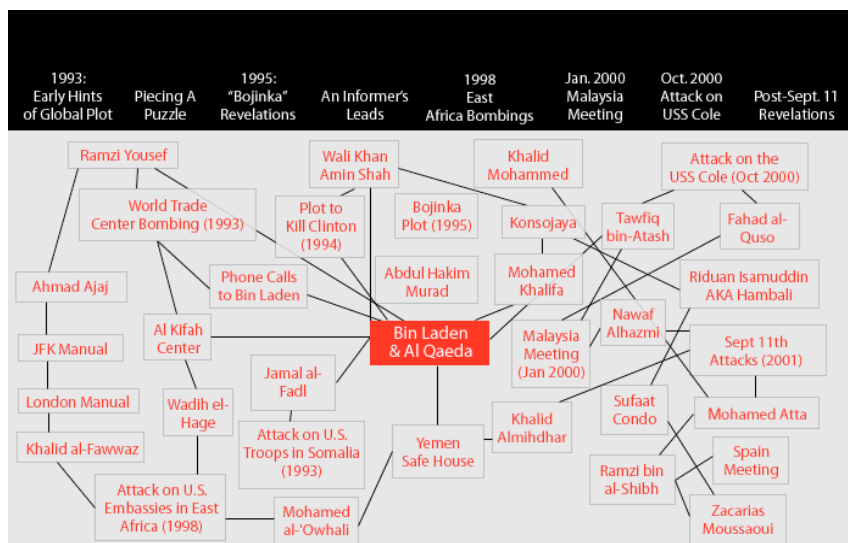 1993:
Early Hints
of Global Plot
Piecing A
Puzzle
1995:
“Bojinka”
Revelations
An Informer’s
Leads
1998
East
Africa Bombings
Jan. 2000
Malaysia
Meeting
Oct. 2000
Attack on
USS Cole
Post-Sept. 11
Revelations
Ramzi Yousef
Wali Khan
Amin Shah
Khalid
Mohammed
Attack on the
USS Cole (Oct 2000)
World Trade
Center Bombing (1993)
Plot to
Kill Clinton
(1994)
Bojinka
Plot (1995)
Konsojaya
Tawfiq
bin-Atash
Fahad al-
Quso
Ahmad Ajaj
Phone Calls
to Bin Laden
Abdul Hakim
Murad
Mohamed
Khalifa
Riduan Isamuddin
AKA Hambali
JFK Manual
Al Kifah
Center
Bin Laden
& Al Qaeda
Malaysia
Meeting
(Jan 2000)
Nawaf
Alhazmi
Sept 11th
Attacks (2001)
London Manual
Wadih el-
Hage
Jamal al-
Fadl
Khalid
Almihdhar
Sufaat
Condo
Mohamed Atta
Khalid al-Fawwaz
Attack on U.S.
Troops in Somalia
(1993)
Yemen
Safe House
Ramzi bin
al-Shibh
Spain
Meeting
Attack on U.S.
Embassies in East
Africa (1998)
Mohamed
al-'Owhali
Zacarias
Moussaoui